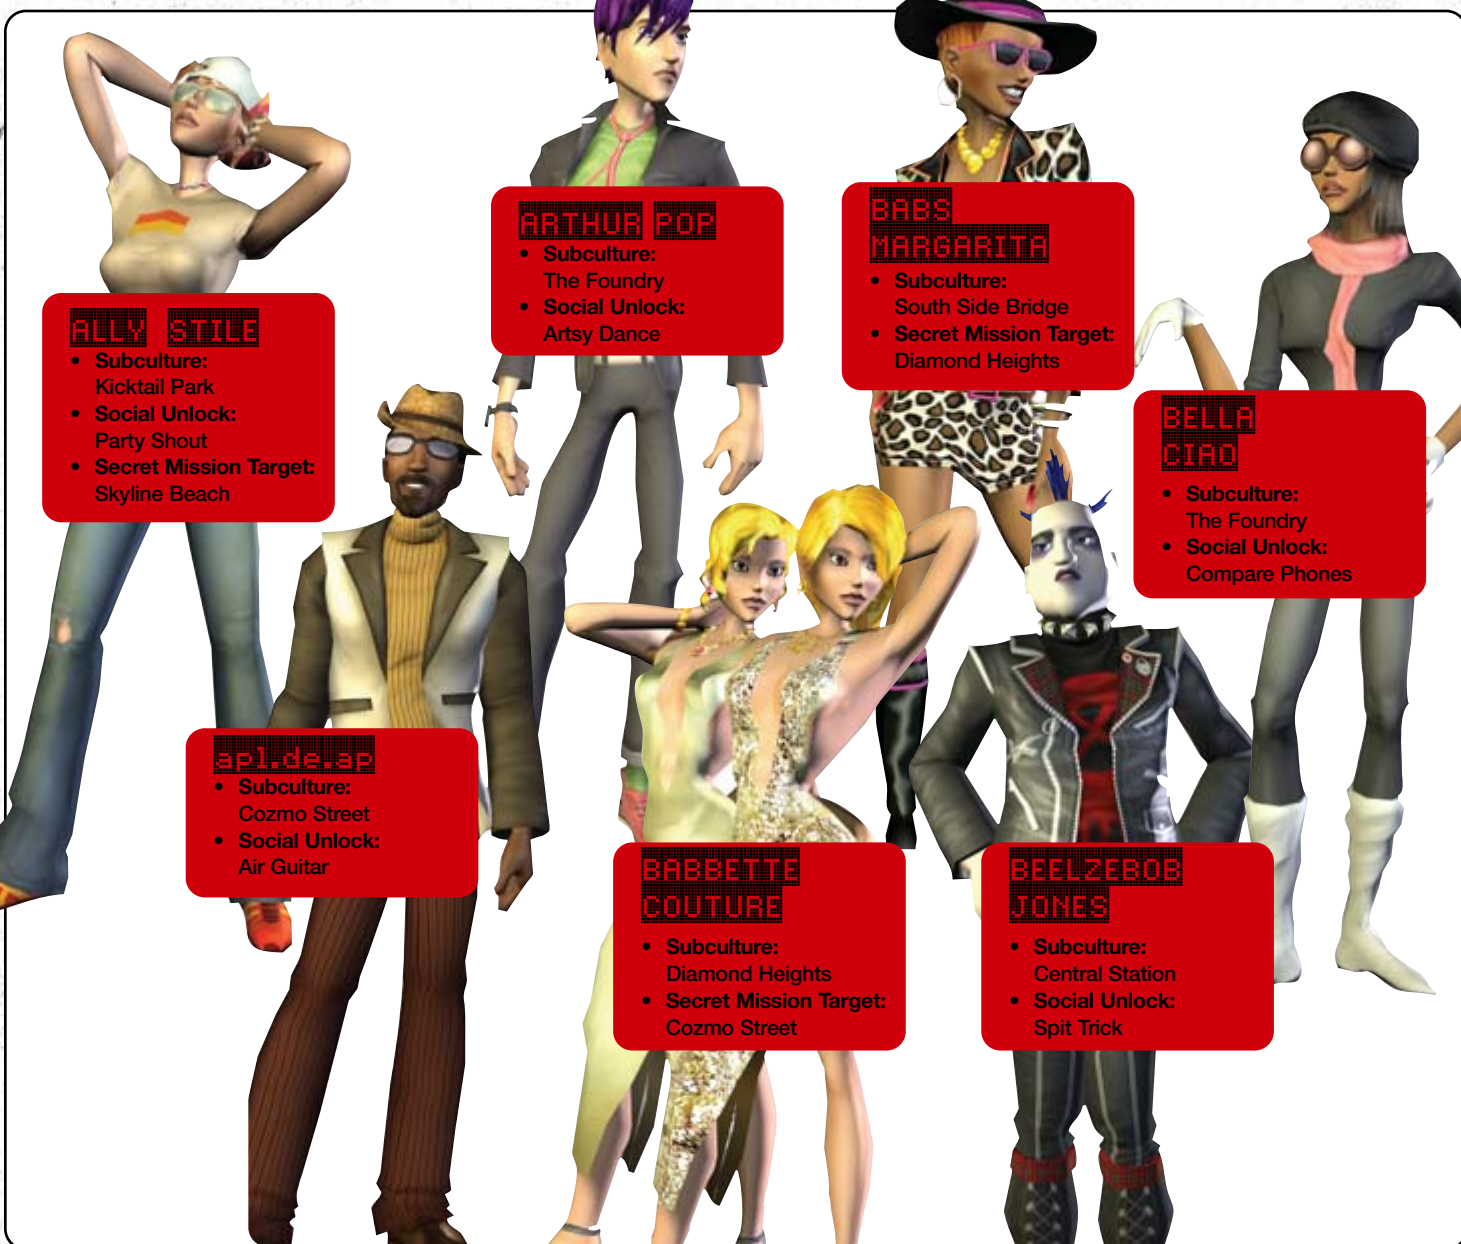 ALLY STILE
• Subculture:
Kicktail Park
• Social Unlock:
Party Shout
• Secret Mission Target:
Skyline Beach
ARTHUR POP
• Subculture:
The Foundry
• Social Unlock:
Artsy Dance
BABS
MARGARITA
• Subculture:
South Side Bridge
• Secret Mission Target:
Diamond Heights
BELLA
CIAO
• Subculture:
The Foundry
• Social Unlock:
Compare Phones
apl.de.ap
• Subculture:
Cozmo Street
• Social Unlock:
Air Guitar
BABBETTE
COUTURE
• Subculture:
Diamond Heights
• Secret Mission Target:
Cozmo Street
BEELZEBOB
JONES
• Subculture:
Central Station
• Social Unlock:
Spit Trick